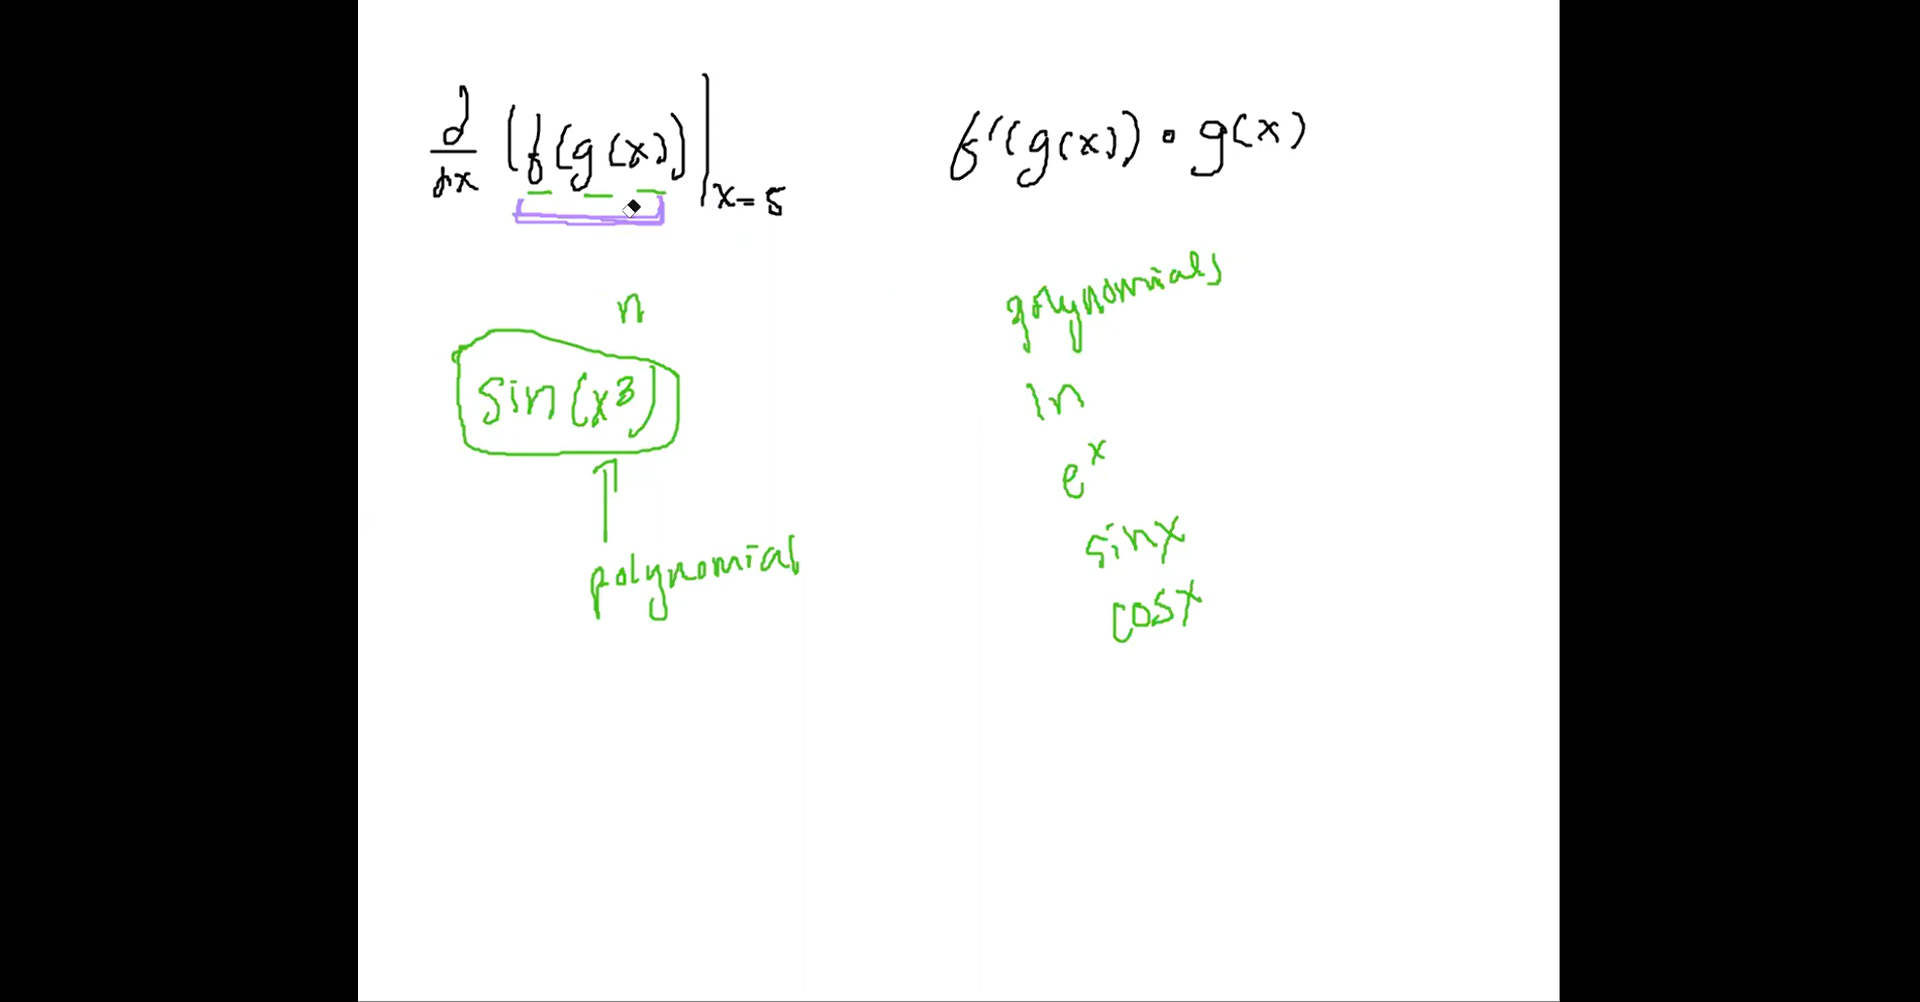 d/dx (f(g(x))|x=5
f'(g(x)) • g(x)
n
sin(x³)
polynomial
polynomials
ln
eˣ
sinx
cosx